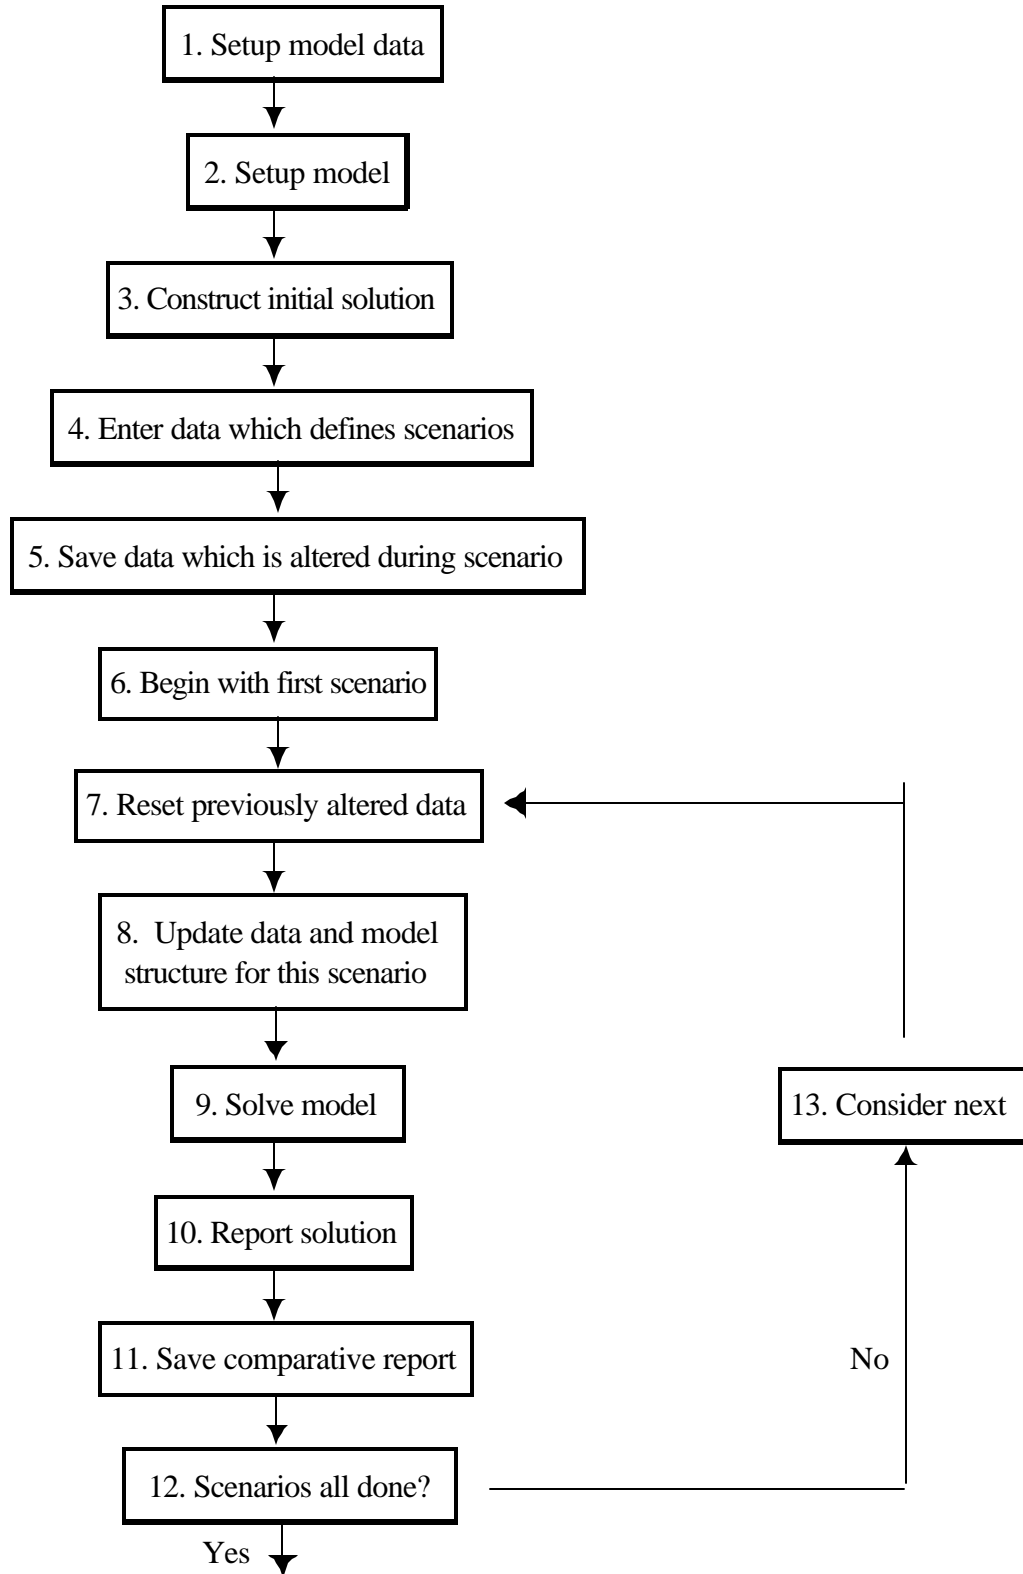 1. Setup model data
2. Setup model
3. Construct initial solution
4. Enter data which defines scenarios
5. Save data which is altered during scenario
6. Begin with first scenario
7. Reset previously altered data
8. Update data and model
structure for this scenario
9. Solve model
13. Consider next
10. Report solution
11. Save comparative report
No
12. Scenarios all done?
Yes